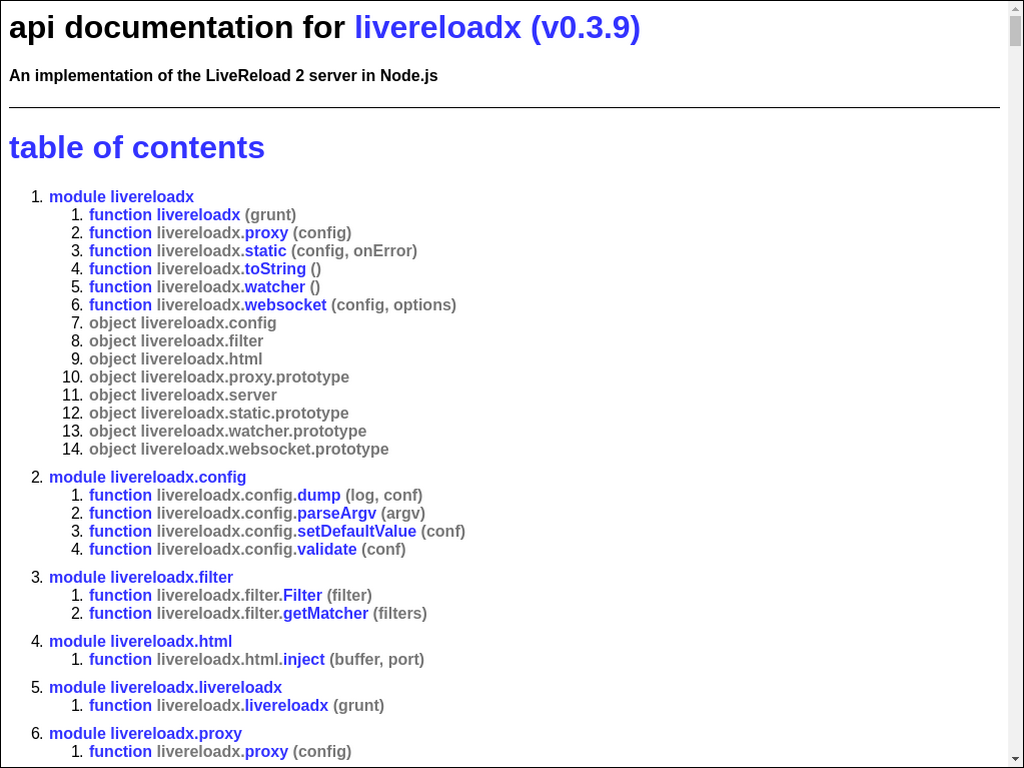 api documentation for livereloadx (v0.3.9)
An implementation of the LiveReload 2 server in Node.js
table of contents
1. module livereloadx
1. function livereloadx (grunt)
2. function livereloadx.proxy (config)
3. function livereloadx.static (config, onError)
4. function livereloadx.toString ()
5. function livereloadx.watcher ()
6. function livereloadx.websocket (config, options)
7. object livereloadx.config
8. object livereloadx.filter
9. object livereloadx.html
10. object livereloadx.proxy.prototype
11. object livereloadx.server
12. object livereloadx.static.prototype
13. object livereloadx.watcher.prototype
14. object livereloadx.websocket.prototype
2. module livereloadx.config
1. function livereloadx.config.dump (log, conf)
2. function livereloadx.config.parseArgv (argv)
3. function livereloadx.config.setDefaultValue (conf)
4. function livereloadx.config.validate (conf)
3. module livereloadx.filter
1. function livereloadx.filter.Filter (filter)
2. function livereloadx.filter.getMatcher (filters)
4. module livereloadx.html
1. function livereloadx.html.inject (buffer, port)
5. module livereloadx.livereloadx
1. function livereloadx.livereloadx (grunt)
6. module livereloadx.proxy
1. function livereloadx.proxy (config)